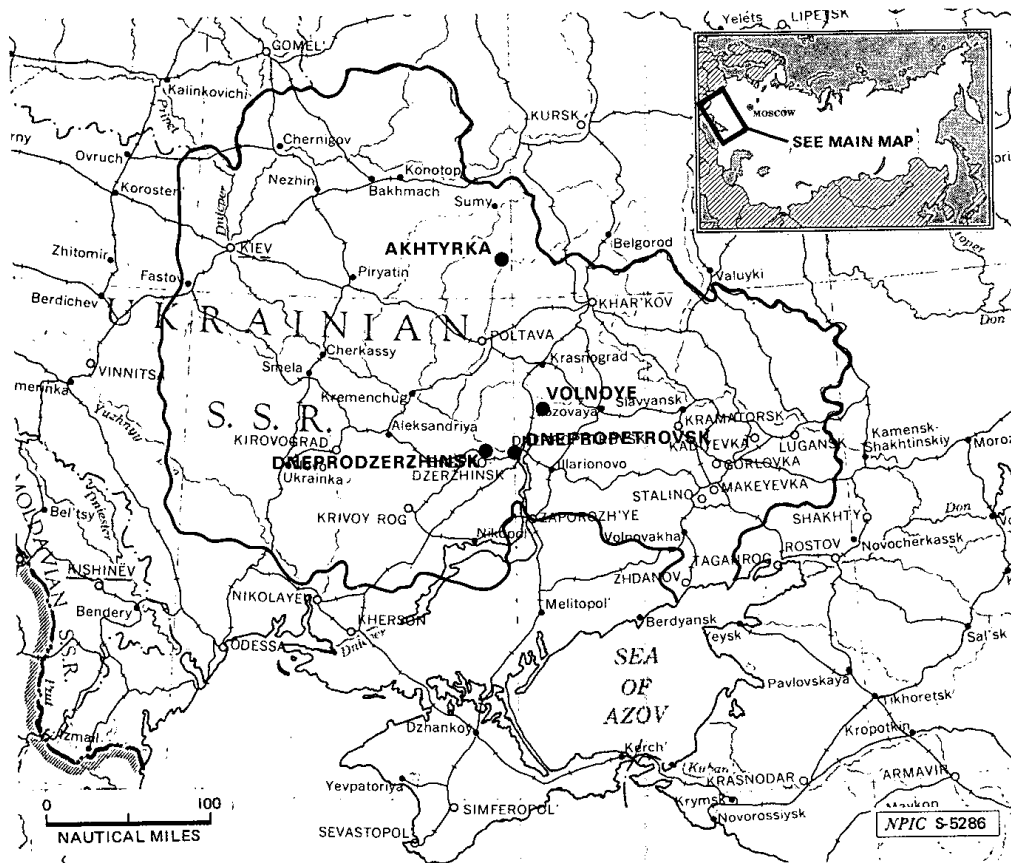 Yelets
LIPETSK
GOMEL'
Kalinkovichi
MOSCOW
KURSK
SEE MAIN MAP
Pripet
Chernigov
Ovruch
Konotop
Nezhin
Bakhmach
Korosten'
Sumy
Dnieper
AKHTYRKA
Belgorod
KIEV
Zhitomir
Piryatin
Valuyki
Fastov
Berdichev
KHAR'KOV
Don
UKRAINIAN
POLTAVA
Cherkassy
Krasnograd
VINNITSA
Smela
VOLNOYE
Kremenchug
Slavyansk
S. S. R.
KRAMATORSK
Aleksandriya
DNEPROPETROVSK
KADIYEVKA
LUGANSK
Kamensk-
Shakhtinskiy
KIROVOGRAD
DNEPRODZERZHINSK
DZERZHINSK
GORLOVKA
Illarionovo
Ukrainka
MAKEYEVKA
STALINO
Yuzhnyy
KRIVOY ROG
ZAPOROZH'YE
SHAKHTY
Don
Bel'tsy
Dniester
Nikopol'
Volnovakha
ROSTOV
Novocherkassk
TAGANROG
MOLDAVIAN S.S.R.
KISHINEV
ZHDANOV
NIKOLAYEV
Melitopol'
Bendery
KHERSON
Berdyansk
Yeysk
Sal'sk
ODESSA
Dnieper
SEA
OF
AZOV
Prut
Pavlovskaya
Tikhoretsk
Izmail
Dzhankoy
Kropotkin
Kerch'
Kuban
KRASNODAR
ARMAVIR
Yevpatoriya
Krymsk
SIMFEROPOL'
Novorossiysk
Maykop
SEVASTOPOL'
0 100
NAUTICAL MILES
NPIC S-5286